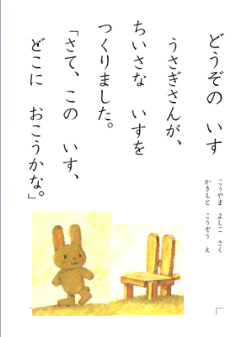 どうぞの　いす
こうやま　よしこ　さく
かきもと　こうぞう　え
うさぎさんが、
ちいさな　いすを
つくりました。
「さて、この　いす、
どこに　おこうかな。」